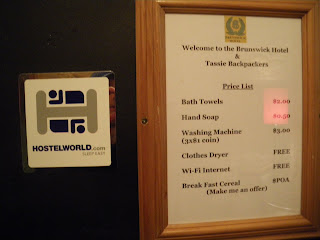 HOSTELWORLD.com
Welcome to the Brunswick Hotel
&
Tassie Backpackers
Price List
Bath Towels $2.00
Hand Soap $0.50
Washing Machine $3.00
(3x$1 coin)
Clothes Dryer FREE
Wi-Fi Internet FREE
Break Fast Cereal $POA
(Make me an offer)